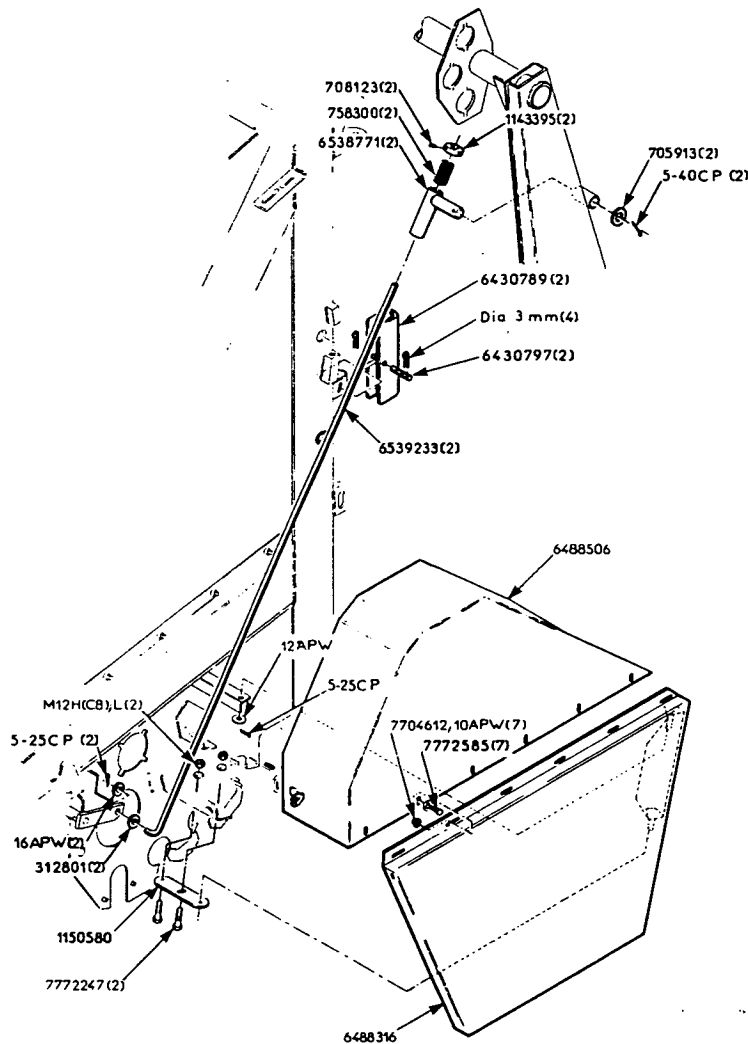 708123(2)
758300(2)
1143395(2)
6538771(2)
705913(2)
5-40CP (2)
6430789(2)
Dia 3 mm(4)
6430797(2)
6539233(2)
6488506
12APW
5-25CP
M12H(C8);L(2)
7704612,10APW(7)
5-25CP (2)
7772585(7)
16APW(2)
312801(2)
1150580
7772247(2)
6488316